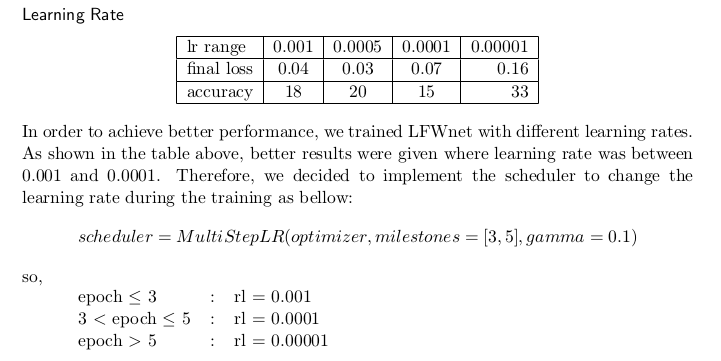 Learning Rate
lr range 0.001 0.0005 0.0001 0.00001
final loss 0.04 0.03 0.07 0.16
accuracy 18 20 15 33
In order to achieve better performance, we trained LFWnet with different learning rates.
As shown in the table above, better results were given where learning rate was between
0.001 and 0.0001. Therefore, we decided to implement the scheduler to change the
learning rate during the training as bellow:
scheduler = MultiStepLR(optimizer, milestones = [3, 5], gamma = 0.1)
so,
epoch ≤ 3 : rl = 0.001
3 < epoch ≤ 5 : rl = 0.0001
epoch > 5 : rl = 0.00001